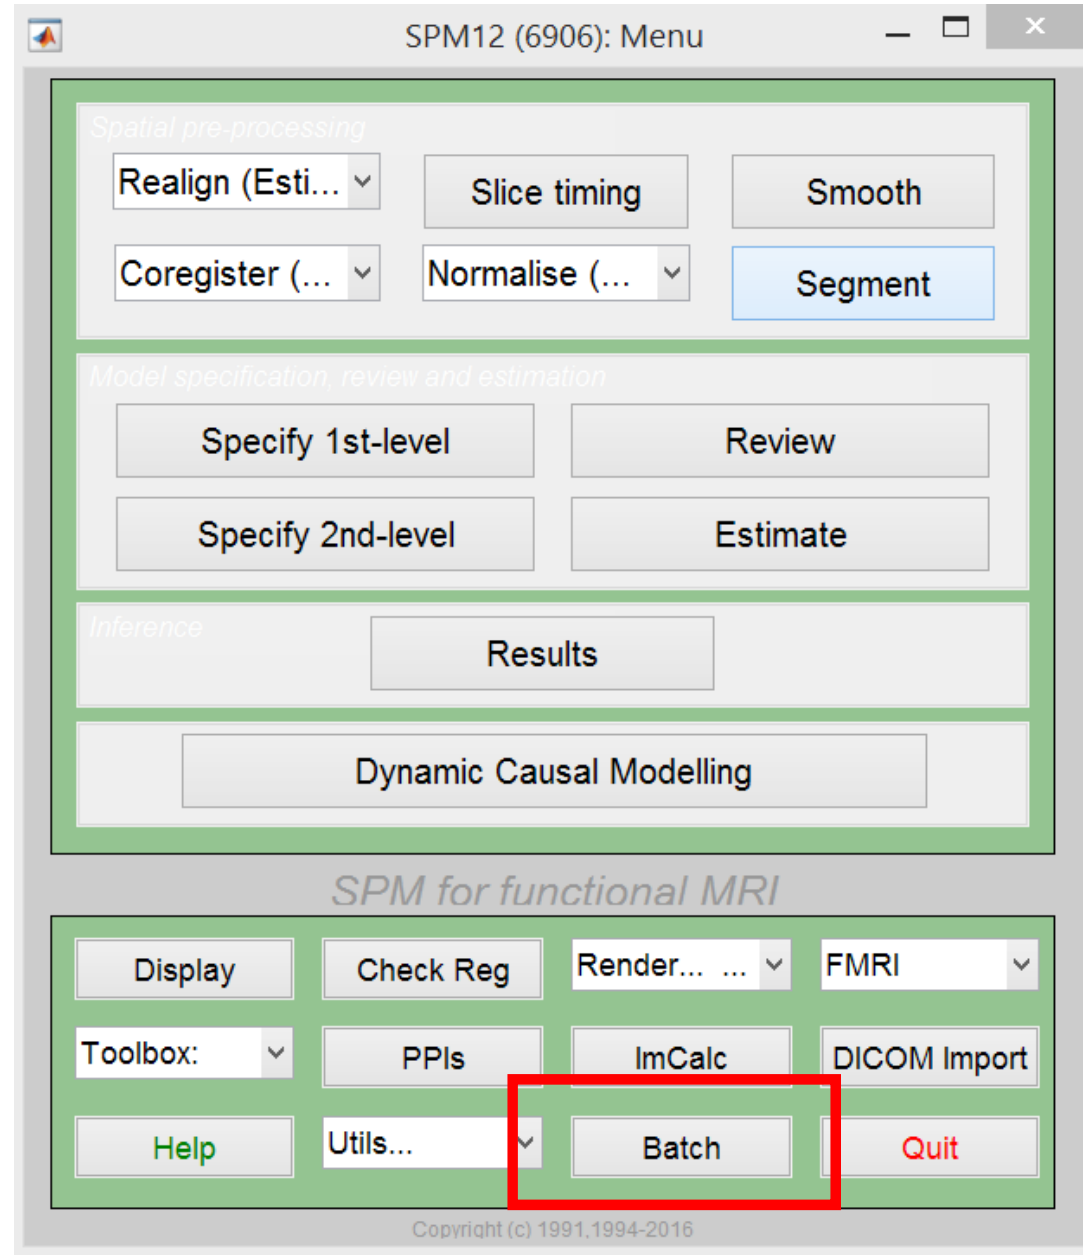 SPM12 (6906): Menu
Spatial pre-processing
Realign (Esti...
Slice timing
Smooth
Coregister (...
Normalise (...
Segment
Model specification, review and estimation
Specify 1st-level
Review
Specify 2nd-level
Estimate
Inference
Results
Dynamic Causal Modelling
SPM for functional MRI
Display
Check Reg
Render... ...
FMRI
Toolbox:
PPIs
ImCalc
DICOM Import
Help
Utils...
Batch
Quit
Copyright (c) 1991,1994-2016